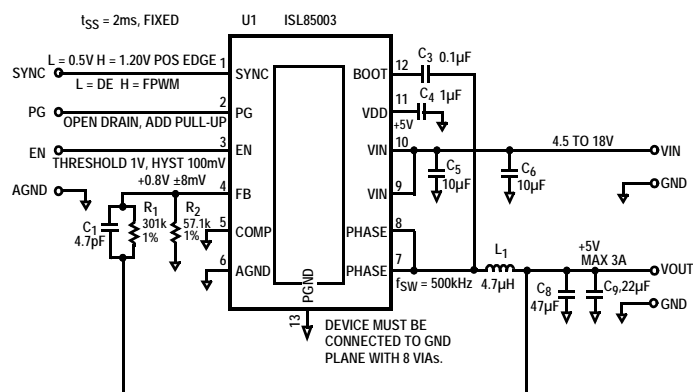 tSS = 2ms, FIXED
U1 ISL85003
SYNC
L = 0.5V H = 1.20V POS EDGE
L = DE H = FPWM
1
SYNC
PG
OPEN DRAIN, ADD PULL-UP
2
PG
EN
THRESHOLD 1V, HYST 100mV
3
EN
AGND
+0.8V ±8mV
4
FB
C1
4.7pF
R1
301k
1%
R2
57.1k
1%
5
COMP
6
AGND
PGND
13
DEVICE MUST BE
CONNECTED TO GND
PLANE WITH 8 VIAs.
BOOT
12
C3 0.1µF
VDD
11
C4 1µF
+5V
VIN
10
4.5 TO 18V
VIN
C5
10µF
C6
10µF
GND
VIN
9
PHASE
8
PHASE
7
fSW = 500kHz
L1
4.7µH
+5V
MAX 3A
VOUT
C8
47µF
C9,22µF
GND